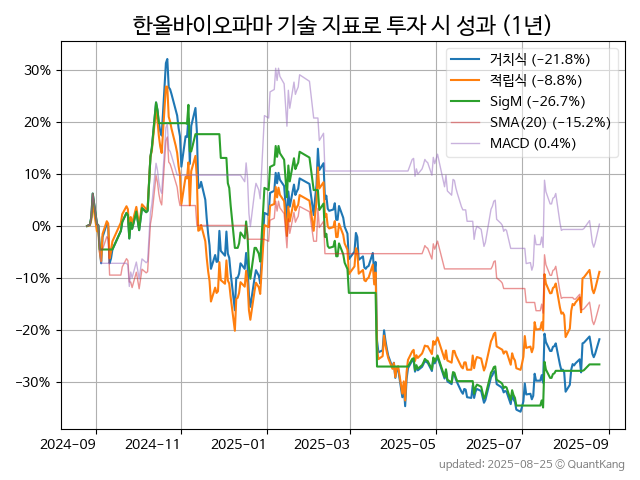 한올바이오파마 기술 지표로 투자 시 성과 (1년)
거치식 (−21.8%)
적립식 (−8.8%)
SigM (−26.7%)
SMA(20) (−15.2%)
MACD (0.4%)
30%
20%
10%
0%
−10%
−20%
−30%
2024−09 2024−11 2025−01 2025−03 2025−05 2025−07 2025−09
updated: 2025-08-25 © QuantKang